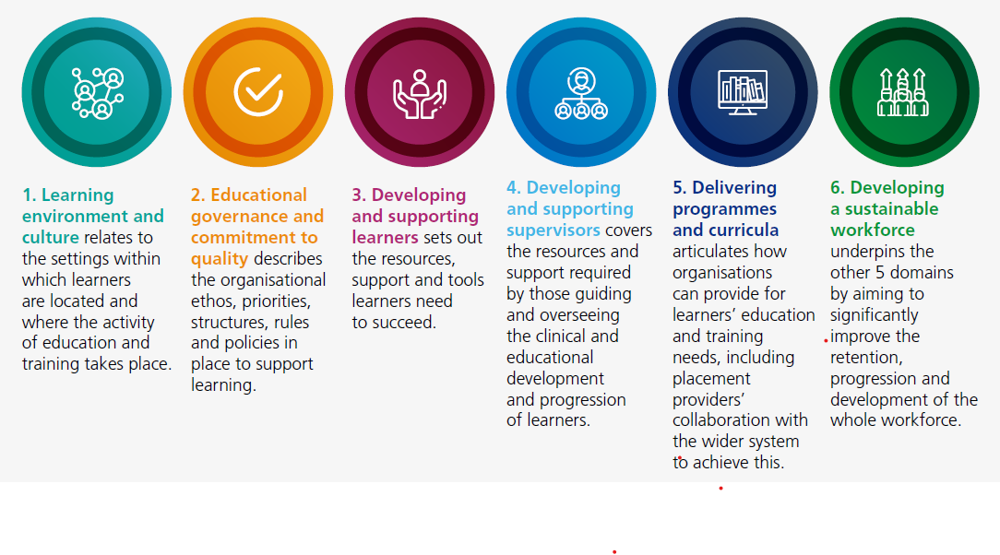 1. Learning
environment and
culture relates to
the settings within
which learners
are located and
where the activity
of education and
training takes place.
2. Educational
governance and
commitment to
quality describes
the organisational
ethos, priorities,
structures, rules
and policies in
place to support
learning.
3. Developing
and supporting
learners sets out
the resources,
support and tools
learners need
to succeed.
4. Developing
and supporting
supervisors covers
the resources and
support required
by those guiding
and overseeing
the clinical and
educational
development
and progression
of learners.
5. Delivering
programmes
and curricula
articulates how
organisations
can provide for
learners’ education
and training
needs, including
placement
providers’
collaboration with
the wider system
to achieve this.
6. Developing
a sustainable
workforce
underpins the
other 5 domains
by aiming to
significantly
improve the
retention,
progression and
development of the
whole workforce.